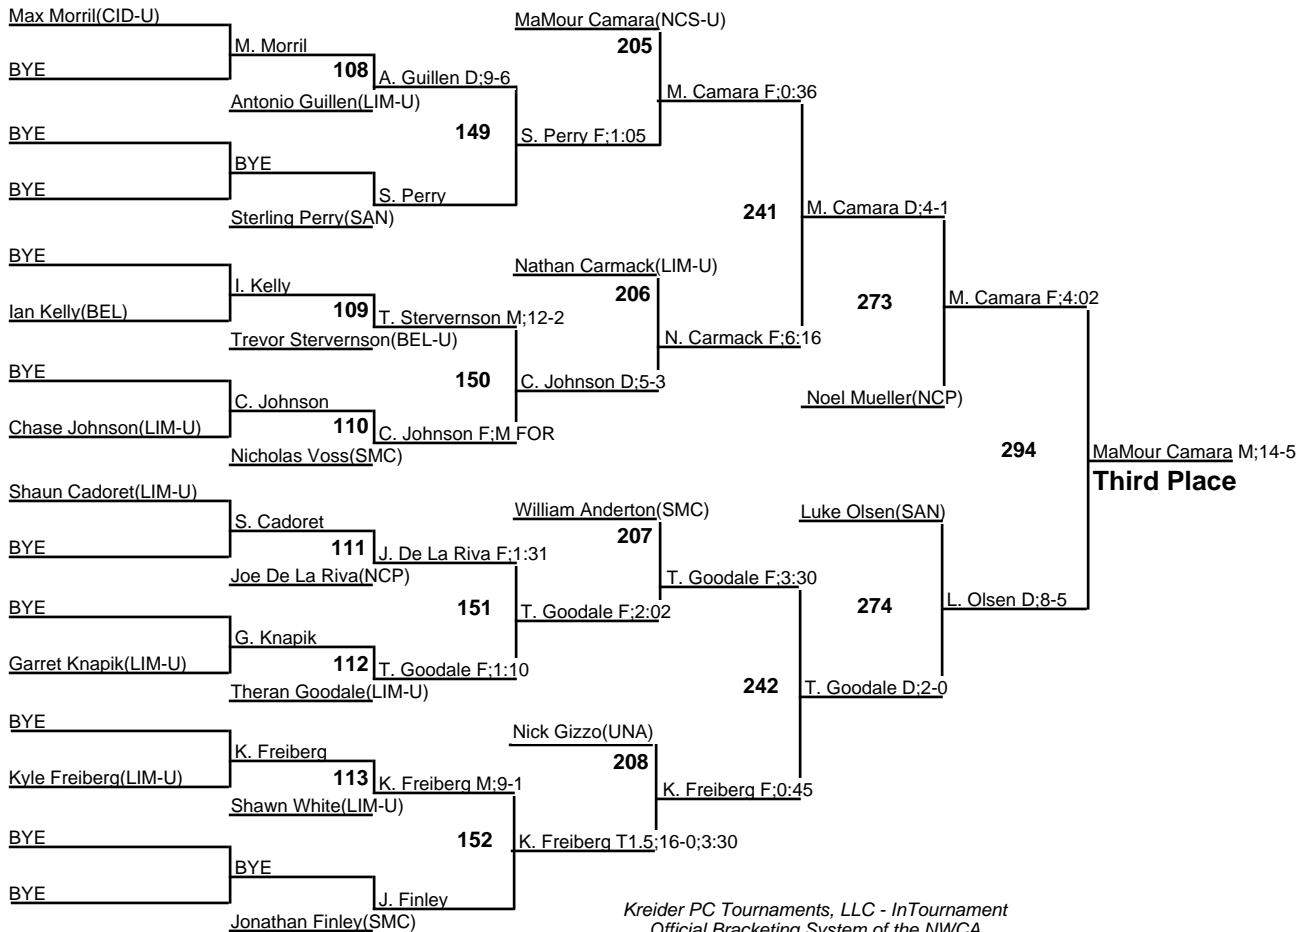 Max Morril(CID-U)
MaMour Camara(NCS-U)
M. Morril
205
BYE
108
A. Guillen D;9-6
M. Camara F;0:36
Antonio Guillen(LIM-U)
BYE
149
S. Perry F;1:05
BYE
BYE
S. Perry
Sterling Perry(SAN)
241
M. Camara D;4-1
BYE
Nathan Carmack(LIM-U)
I. Kelly
206
273
M. Camara F;4:02
Ian Kelly(BEL)
109
T. Stervernson M;12-2
Trevor Stervernson(BEL-U)
N. Carmack F;6:16
BYE
150
C. Johnson D;5-3
C. Johnson
Noel Mueller(NCP)
Chase Johnson(LIM-U)
110
C. Johnson F;M FOR
Nicholas Voss(SMC)
294
MaMour Camara M;14-5
Third Place
Shaun Cadoret(LIM-U)
William Anderton(SMC)
Luke Olsen(SAN)
S. Cadoret
207
BYE
111
J. De La Riva F;1:31
Joe De La Riva(NCP)
T. Goodale F;3:30
BYE
151
T. Goodale F;2:02
274
L. Olsen D;8-5
G. Knapik
Garret Knapik(LIM-U)
112
T. Goodale F;1:10
Theran Goodale(LIM-U)
242
T. Goodale D;2-0
BYE
Nick Gizzo(UNA)
K. Freiberg
208
Kyle Freiberg(LIM-U)
113
K. Freiberg M;9-1
K. Freiberg F;0:45
Shawn White(LIM-U)
BYE
152
K. Freiberg T1.5;16-0;3:30
BYE
BYE
J. Finley
Jonathan Finley(SMC)
Kreider PC Tournaments, LLC - InTournament
Official Bracketing System of the NWCA